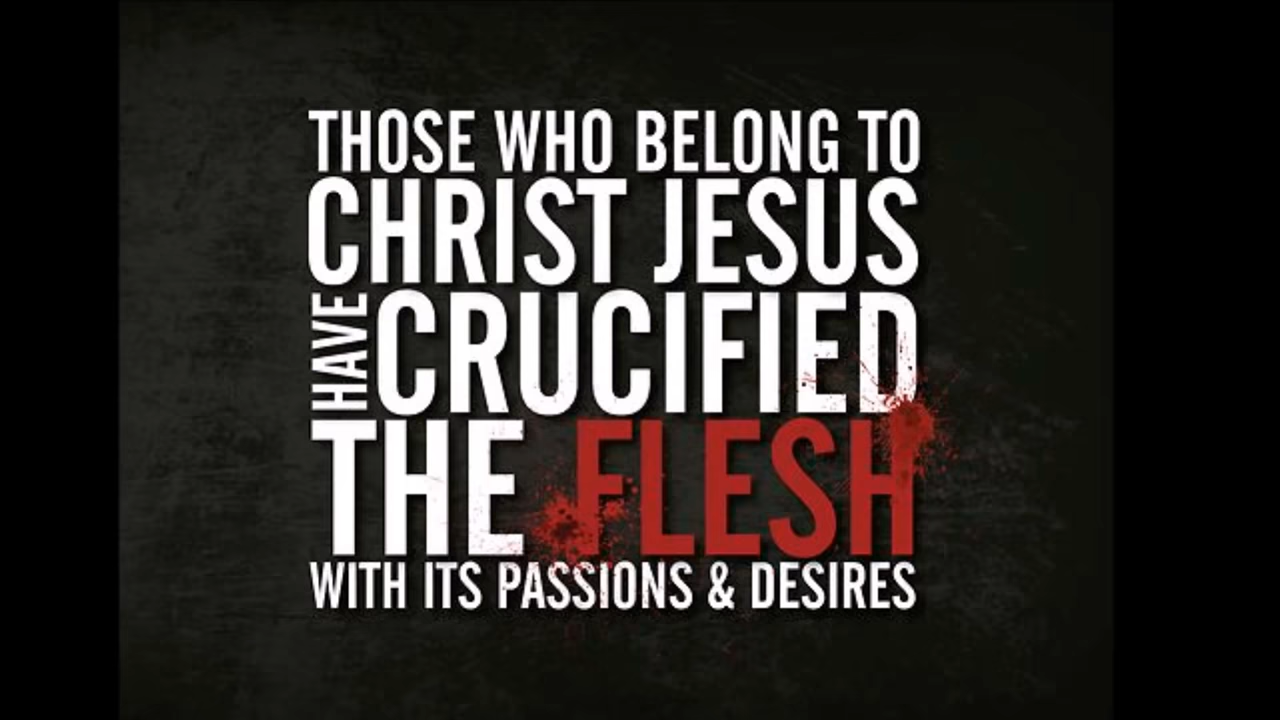 THOSE WHO BELONG TO
CHRIST JESUS
HAVE CRUCIFIED
THE FLESH
WITH ITS PASSIONS & DESIRES